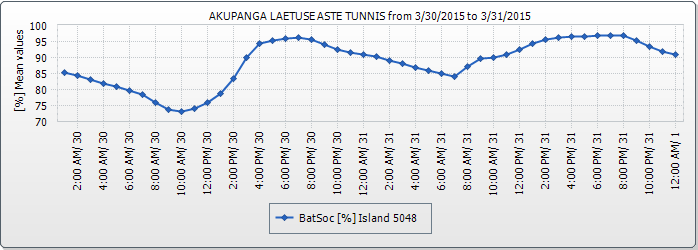 AKUPANGA LAETUSEASTE TUNNIS from 3/30/2015 to 3/31/2015
[%] Mean values
100
95
90
85
80
75
70
2:00 AM/ 30
4:00 AM/ 30
6:00 AM/ 30
8:00 AM/ 30
10:00 AM/ 30
12:00 PM/ 30
2:00 PM/ 30
4:00 PM/ 30
6:00 PM/ 30
8:00 PM/ 30
10:00 PM/ 30
12:00 AM/ 31
2:00 AM/ 31
4:00 AM/ 31
6:00 AM/ 31
8:00 AM/ 31
10:00 AM/ 31
12:00 PM/ 31
2:00 PM/ 31
4:00 PM/ 31
6:00 PM/ 31
8:00 PM/ 31
10:00 PM/ 31
12:00 AM/ 1
BatSoc [%] Island 5048